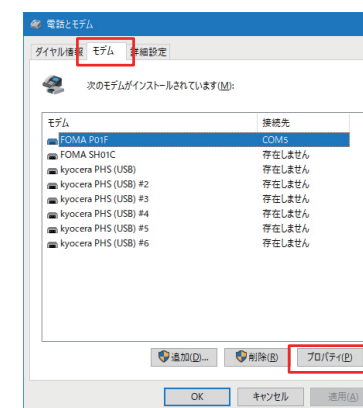 電話とモデム
ダイヤル情報 モデム 詳細設定
次のモデムがインストールされています(M):
モデム 接続先
FOMA P01F COM5
FOMA SH01C 存在しません
kyocera PHS (USB) 存在しません
kyocera PHS (USB) #2 存在しません
kyocera PHS (USB) #3 存在しません
kyocera PHS (USB) #4 存在しません
kyocera PHS (USB) #5 存在しません
kyocera PHS (USB) #6 存在しません
追加(D)... 削除(R) プロパティ(P)
OK キャンセル 適用(A)